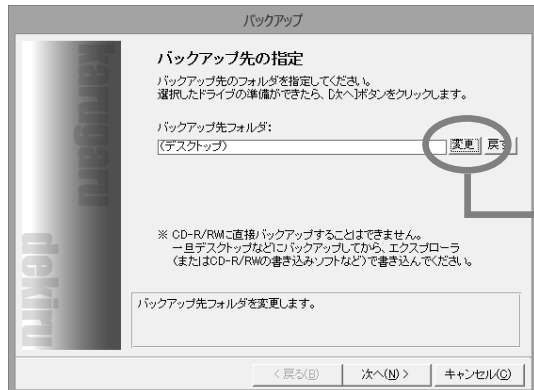 バックアップ
karugaru
dekiru
バックアップ先の指定
バックアップ先のフォルダを指定してください。
選択したドライブの準備ができたら、[次へ]ボタンをクリックします。
バックアップ先フォルダ:
(デスクトップ)
変更 戻す
※ CD-R/RWに直接バックアップすることはできません。
一旦デスクトップなどにバックアップしてから、エクスプローラ
(またはCD-R/RWの書き込みソフトなど)で書き込んでください。
バックアップ先フォルダを変更します。
< 戻る(B) 次へ(N) > キャンセル(C)